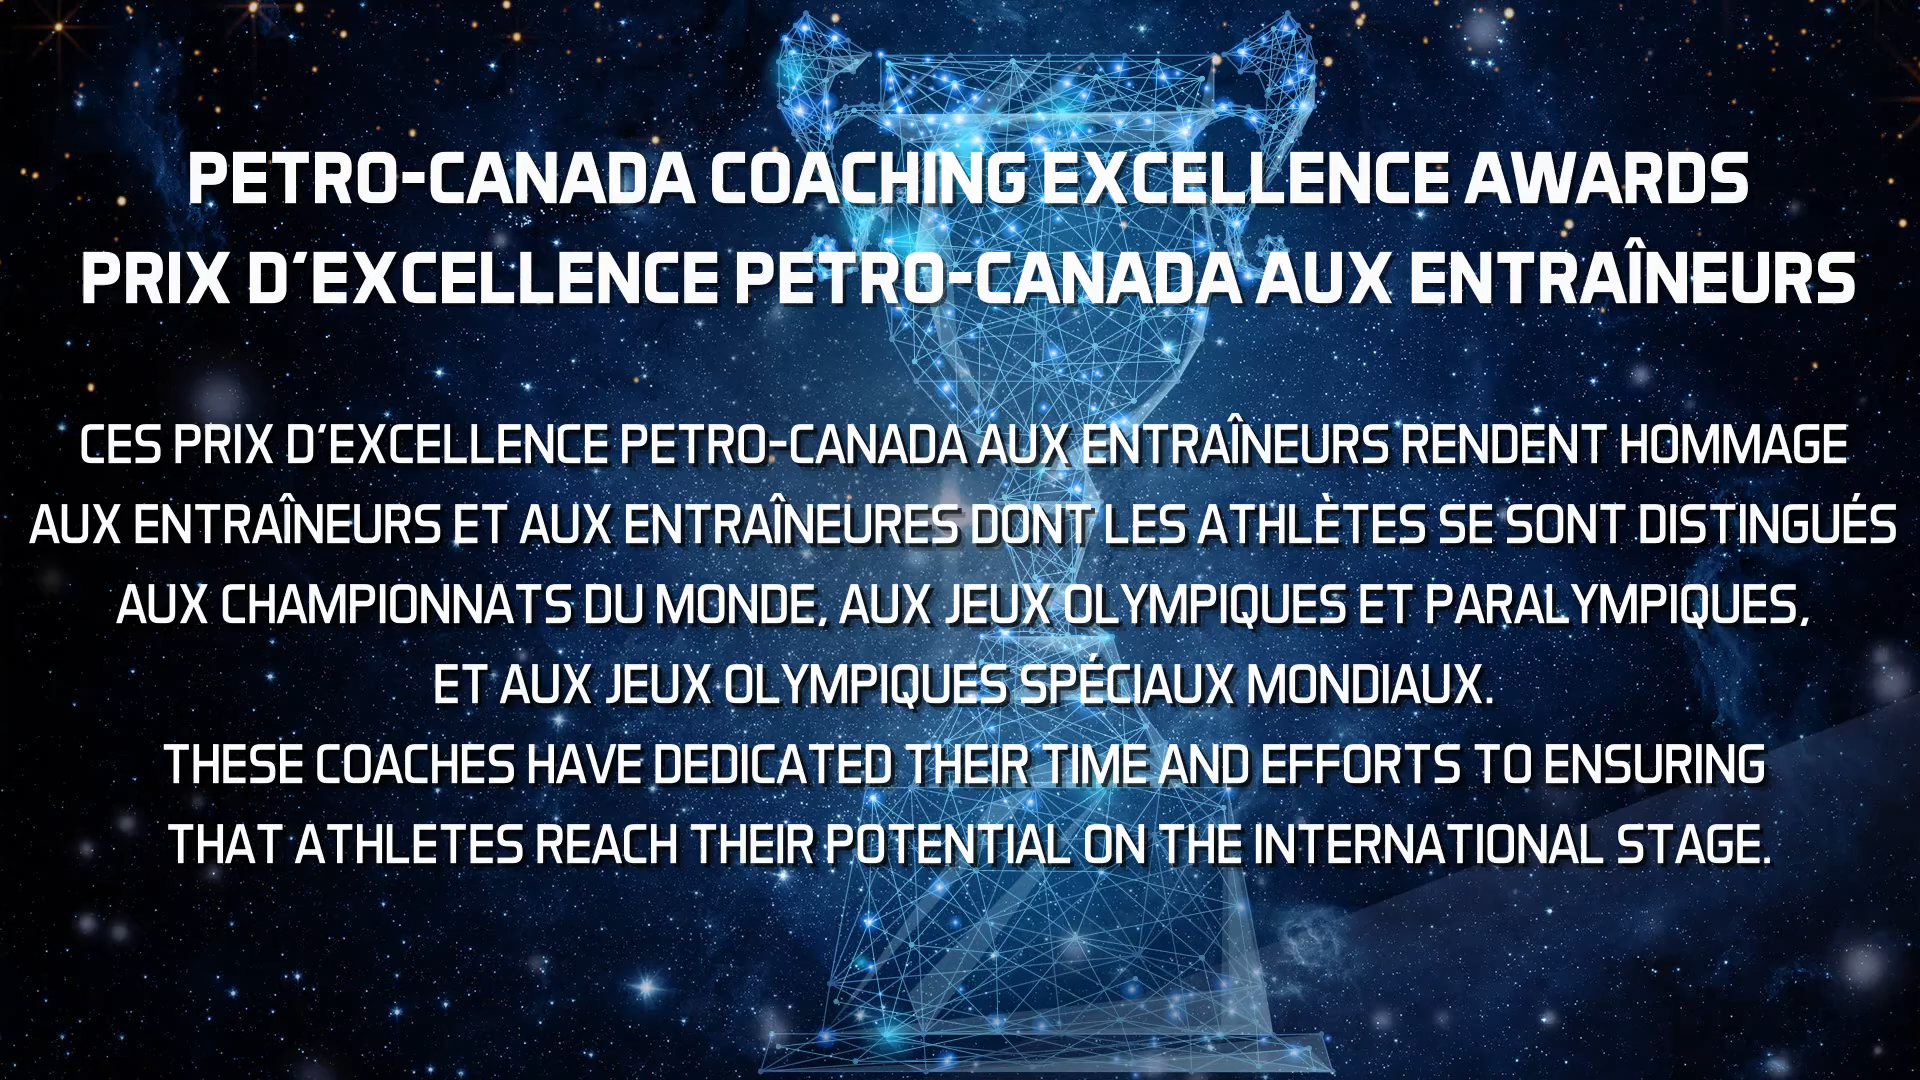 PETRO-CANADA COACHING EXCELLENCE AWARDS
PRIX D'EXCELLENCE PETRO-CANADA AUX ENTRAÎNEURS
CES PRIX D'EXCELLENCE PETRO-CANADA AUX ENTRAÎNEURS RENDENT HOMMAGE
AUX ENTRAÎNEURS ET AUX ENTRAÎNEURES DONT LES ATHLÈTES SE SONT DISTINGUÉS
AUX CHAMPIONNATS DU MONDE, AUX JEUX OLYMPIQUES ET PARALYMPIQUES,
ET AUX JEUX OLYMPIQUES SPÉCIAUX MONDIAUX.
THESE COACHES HAVE DEDICATED THEIR TIME AND EFFORTS TO ENSURING
THAT ATHLETES REACH THEIR POTENTIAL ON THE INTERNATIONAL STAGE.